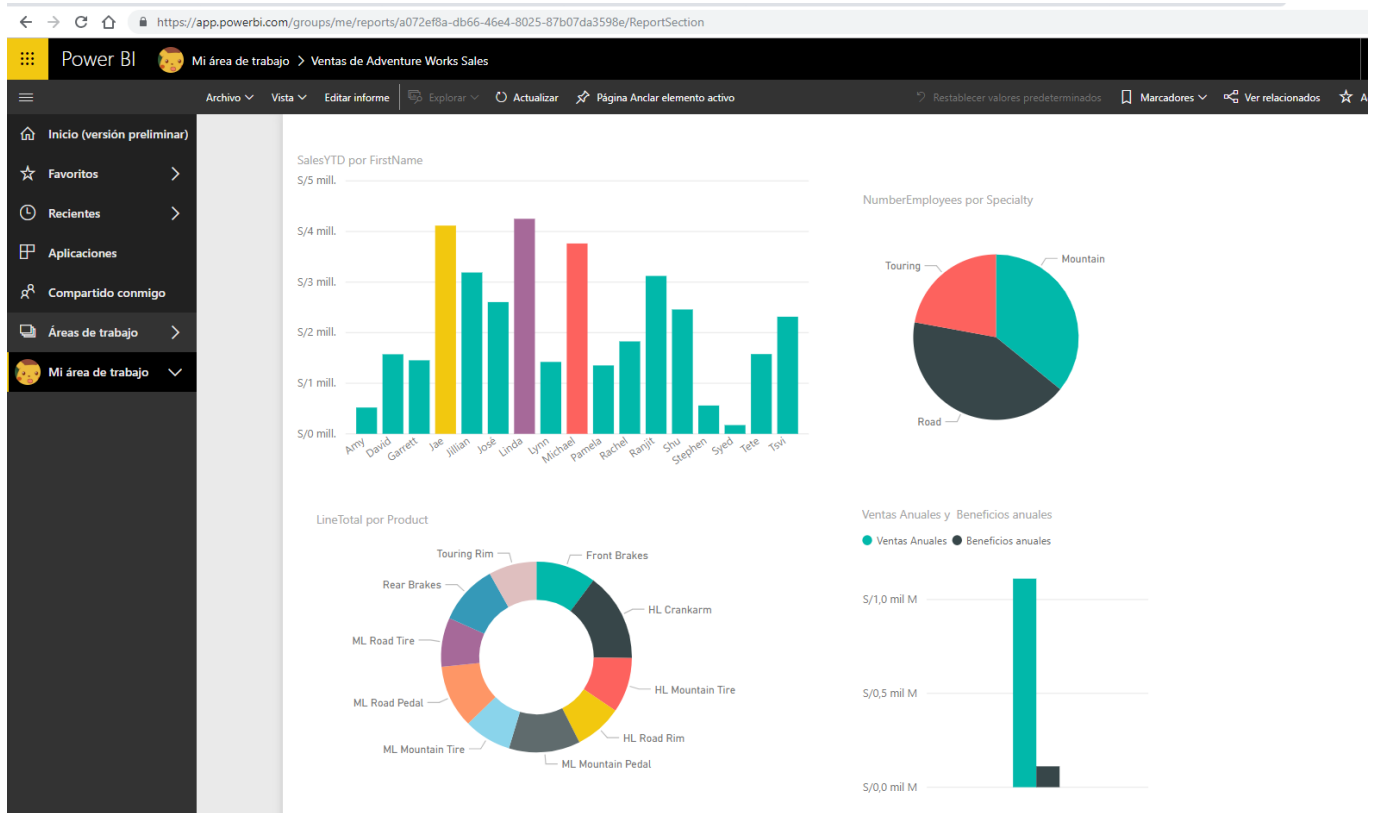 https://app.powerbi.com/groups/me/reports/a072ef8a-db66-46e4-8025-87b07da3598e/ReportSection
Power BI Mi área de trabajo > Ventas de Adventure Works Sales
Archivo Vista Editar informe Explorar Actualizar Página Anclar elemento activo Restablecer valores predeterminados Marcadores Ver relacionados
Inicio (versión preliminar)
Favoritos
Recientes
Aplicaciones
Compartido conmigo
Áreas de trabajo
Mi área de trabajo
SalesYTD por FirstName
S/5 mill.
S/4 mill.
S/3 mill.
S/2 mill.
S/1 mill.
S/0 mill.
Amy David Garrett Jae Jillian José Linda Lynn Michael Pamela Rachel Ranjit Shu Stephen Syed Tete Tsvi
NumberEmployees por Specialty
Mountain
Touring
Road
LineTotal por Product
Touring Rim Front Brakes
Rear Brakes
HL Crankarm
ML Road Tire
HL Mountain Tire
ML Road Pedal
HL Road Rim
ML Mountain Tire
ML Mountain Pedal
Ventas Anuales y Beneficios anuales
Ventas Anuales Beneficios anuales
S/1,0 mil M
S/0,5 mil M
S/0,0 mil M